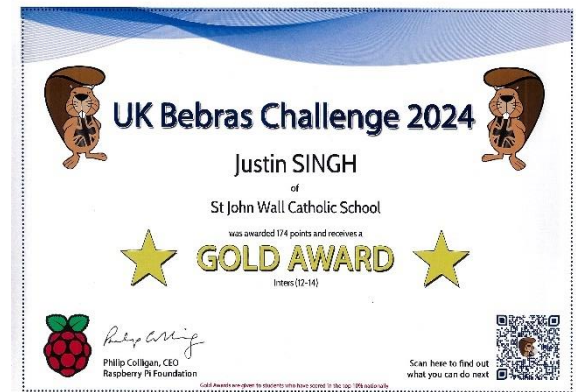 UK Bebras Challenge 2024
Justin SINGH
of
St John Wall Catholic School
was awarded 174 points and receives a
GOLD AWARD
Inters (12-14)
Philip Colligan, CEO
Raspberry Pi Foundation
Scan here to find out
what you can do next
Gold Awards are given to students who have scored in the top 10% nationally